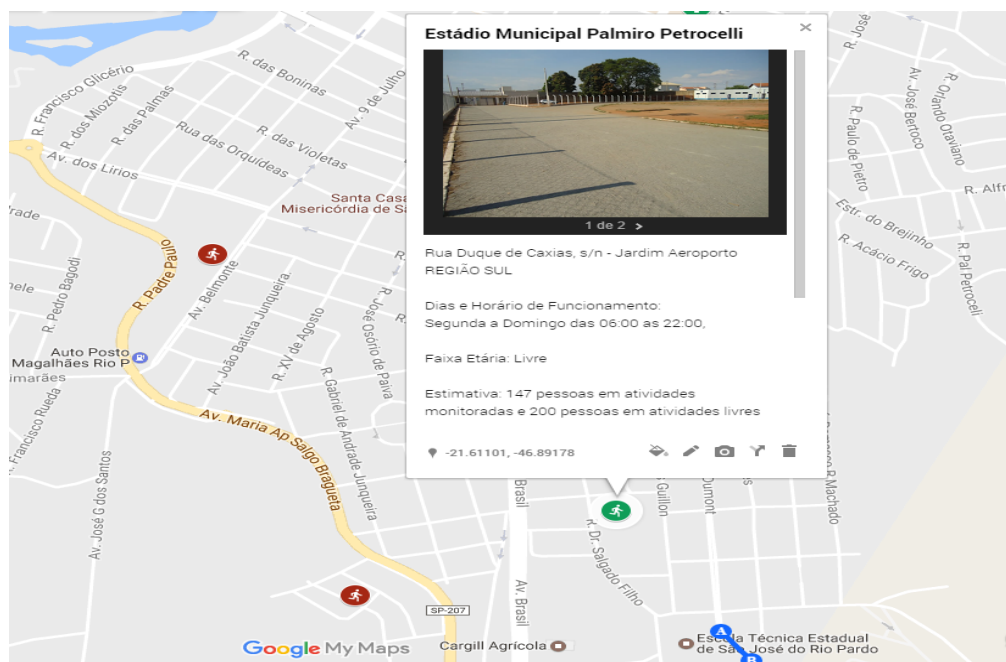 Estádio Municipal Palmiro Petrocelli
1 de 2
Rua Duque de Caxias, s/n - Jardim Aeroporto
REGIÃO SUL
Dias e Horário de Funcionamento:
Segunda a Domingo das 06:00 as 22:00,
Faixa Etária: Livre
Estimativa: 147 pessoas em atividades
monitoradas e 200 pessoas em atividades livres
-21.61101, -46.89178
R. Francisco Glicério
R. dos Miozótis
R. das Palmas
R. das Boninas
Av. 9 de Julho
Rua das Orquídeas
R. das Violetas
Av. dos Lírios
Santa Casa
Misericórdia de
R. Padre Paulo
Av. Belmonte
R. Pedro Bagodi
Auto Posto
Magalhães Rio P
imarães
Av. João Batista Junqueira
R. XV de Agosto
R. José Osório de Paiva
R. Gabriel de Andrade Junqueira
Francisco Rueda
Av. Maria Ap Salgo Bragueta
Av. José G dos Santos
SP-207
Google My Maps
Cargill Agrícola
Brasil
Av. Brasil
R. Dr. Salgado Filho
Guillon
Dumont
R Machado
A
B
Escola Técnica Estadual
de São José do Rio Pardo
R. José
Av. José Bertoco
R. Orlando Otaviano
R. Paulo de Pietro
R. Alfr
Estr. do Brejinho
R. Acácio Frigo
R. Pal Petroceli